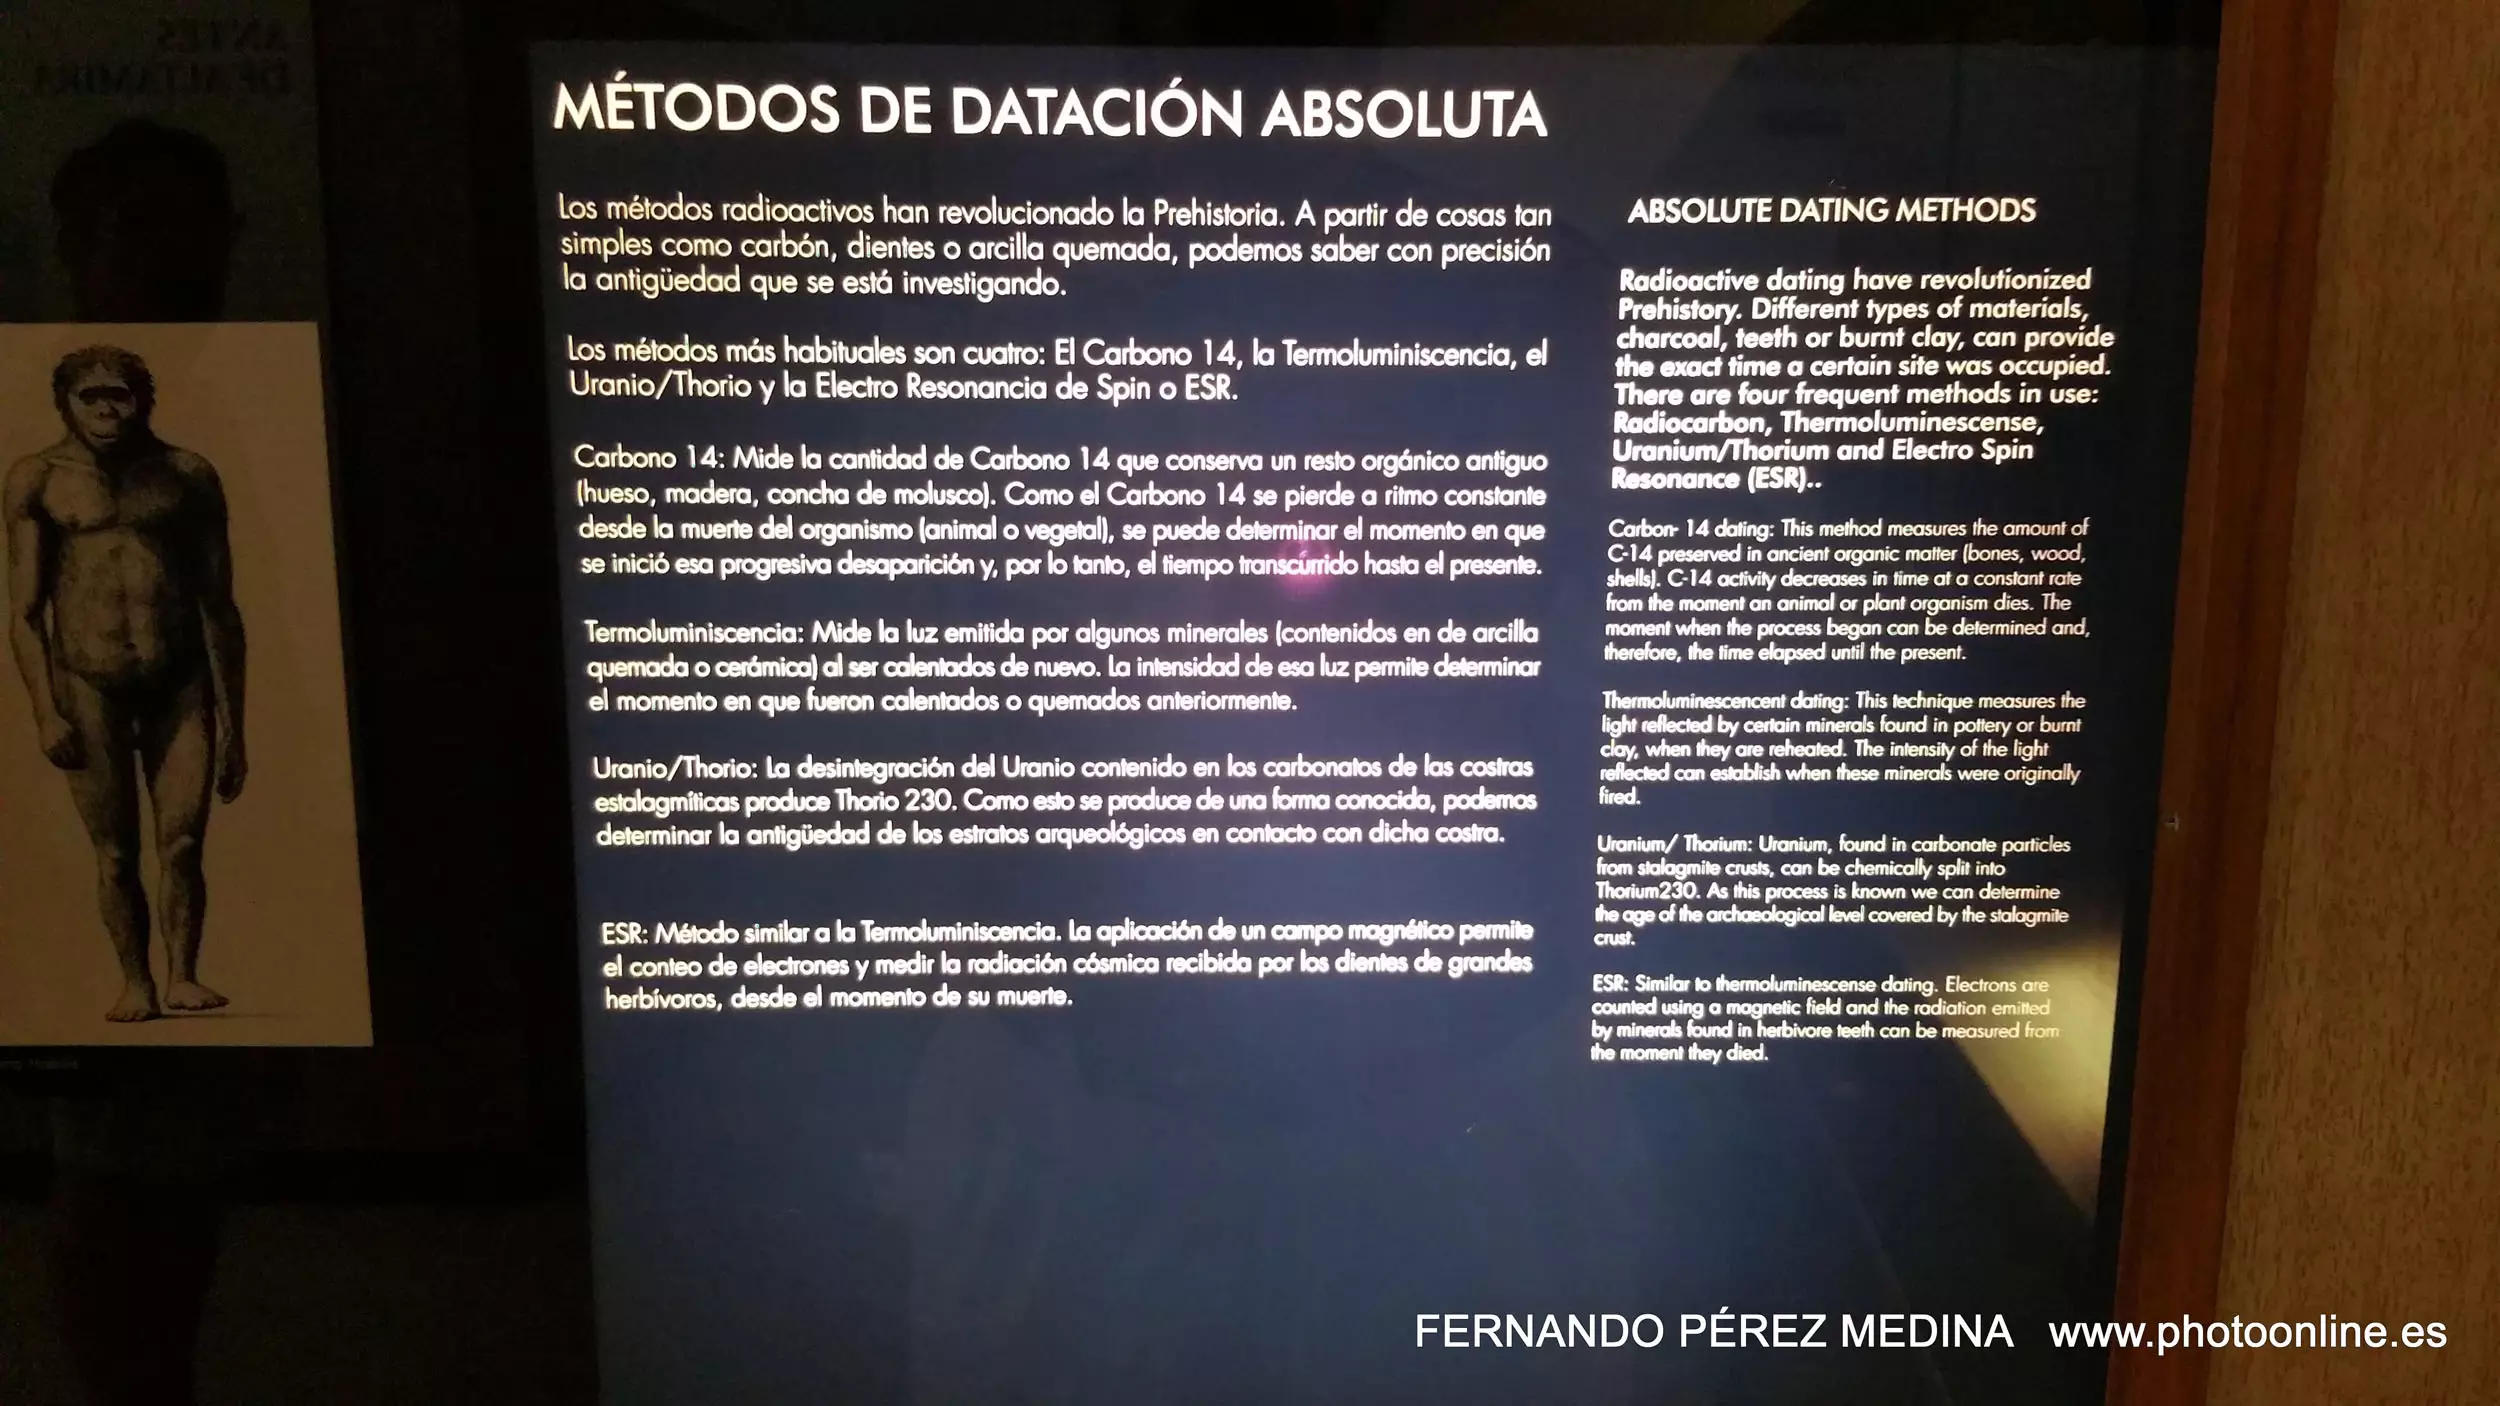 ANTES
DE ALTAMIRA
MÉTODOS DE DATACIÓN ABSOLUTA
Los métodos radioactivos han revolucionado la Prehistoria. A partir de cosas tan
simples como carbón, dientes o arcilla quemada, podemos saber con precisión
la antigüedad que se está investigando.
Los métodos más habituales son cuatro: El Carbono 14, la Termoluminiscencia, el
Uranio/Thorio y la Electro Resonancia de Spin o ESR.
Carbono 14: Mide la cantidad de Carbono 14 que conserva un resto orgánico antiguo
(hueso, madera, concha de molusco). Como el Carbono 14 se pierde a ritmo constante
desde la muerte del organismo (animal o vegetal), se puede determinar el momento en que
se inició esa progresiva desaparición y, por lo tanto, el tiempo transcúrrido hasta el presente.
Termoluminiscencia: Mide la luz emitida por algunos minerales (contenidos en de arcilla
quemada o cerámica) al ser calentados de nuevo. La intensidad de esa luz permite determinar
el momento en que fueron calentados o quemados anteriormente.
Uranio/Thorio: La desintegración del Uranio contenido en los carbonatos de las costras
estalagmíticas produce Thorio 230. Como esto se produce de una forma conocida, podemos
determinar la antigüedad de los estratos arqueológicos en contacto con dicha costra.
ESR: Método similar a la Termoluminiscencia. La aplicación de un campo magnético permite
el conteo de electrones y medir la radiación cósmica recibida por los dientes de grandes
herbívoros, desde el momento de su muerte.
ABSOLUTE DATING METHODS
Radioactive dating have revolutionized
Prehistory. Different types of materials,
charcoal, teeth or burnt clay, can provide
the exact time a certain site was occupied.
There are four frequent methods in use:
Radiocarbon, Thermoluminescense,
Uranium/Thorium and Electro Spin
Resonance (ESR)..
Carbon- 14 dating: This method measures the amount of
C-14 preserved in ancient organic matter (bones, wood,
shells). C-14 activity decreases in time at a constant rate
from the moment an animal or plant organism dies. The
moment when the process began can be determined and,
therefore, the time elapsed until the present.
Thermoluminescencent dating: This technique measures the
light reflected by certain minerals found in pottery or burnt
clay, when they are reheated. The intensity of the light
reflected can establish when these minerals were originally
fired.
Uranium/ Thorium: Uranium, found in carbonate particles
from stalagmite crusts, can be chemically split into
Thorium230. As this process is known we can determine
the age of the archaeological level covered by the stalagmite
crust.
ESR: Similar to thermoluminescense dating. Electrons are
counted using a magnetic field and the radiation emitted
by minerals found in herbivore teeth can be measured from
the moment they died.
FERNANDO PÉREZ MEDINA www.photoonline.es